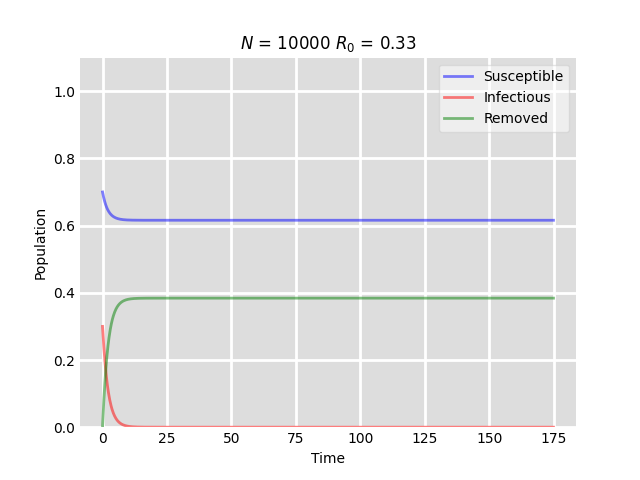 N = 10000 R₀ = 0.33
Susceptible
Infectious
Removed
1.0
0.8
0.6
0.4
0.2
0.0
Population
0 25 50 75 100 125 150 175
Time